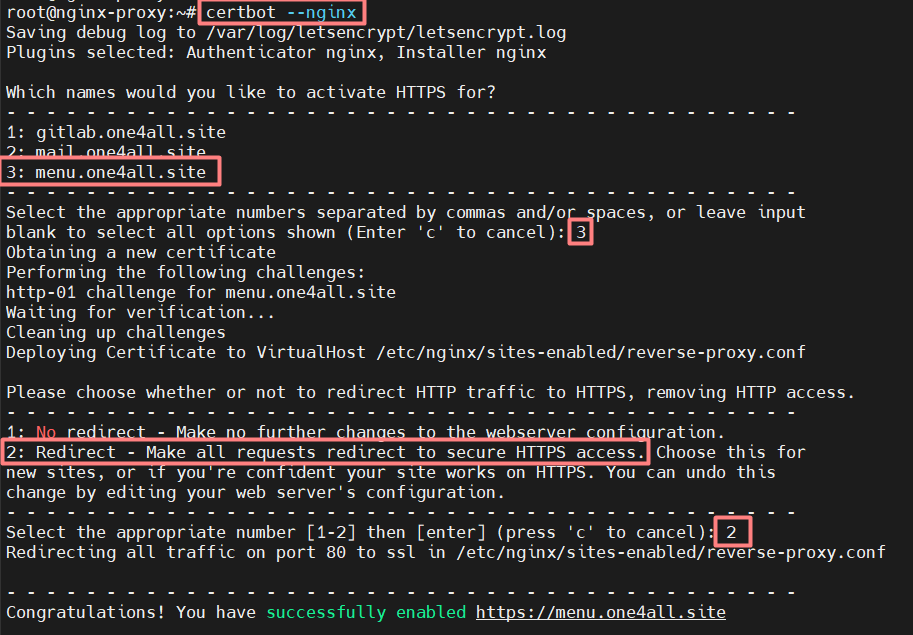 root@nginx-proxy:~# certbot --nginx
Saving debug log to /var/log/letsencrypt/letsencrypt.log
Plugins selected: Authenticator nginx, Installer nginx
Which names would you like to activate HTTPS for?
- - - - - - - - - - - - - - - - - - - - - - - - - - - - - - - - - - - - - - - -
1: gitlab.one4all.site
2: mail.one4all.site
3: menu.one4all.site
- - - - - - - - - - - - - - - - - - - - - - - - - - - - - - - - - - - - - - - -
Select the appropriate numbers separated by commas and/or spaces, or leave input
blank to select all options shown (Enter 'c' to cancel): 3
Obtaining a new certificate
Performing the following challenges:
http-01 challenge for menu.one4all.site
Waiting for verification...
Cleaning up challenges
Deploying Certificate to VirtualHost /etc/nginx/sites-enabled/reverse-proxy.conf
Please choose whether or not to redirect HTTP traffic to HTTPS, removing HTTP access.
- - - - - - - - - - - - - - - - - - - - - - - - - - - - - - - - - - - - - - - -
1: No redirect - Make no further changes to the webserver configuration.
2: Redirect - Make all requests redirect to secure HTTPS access. Choose this for
new sites, or if you're confident your site works on HTTPS. You can undo this
change by editing your web server's configuration.
- - - - - - - - - - - - - - - - - - - - - - - - - - - - - - - - - - - - - - - -
Select the appropriate number [1-2] then [enter] (press 'c' to cancel): 2
Redirecting all traffic on port 80 to ssl in /etc/nginx/sites-enabled/reverse-proxy.conf
- - - - - - - - - - - - - - - - - - - - - - - - - - - - - - - - - - - - - - - -
Congratulations! You have successfully enabled https://menu.one4all.site